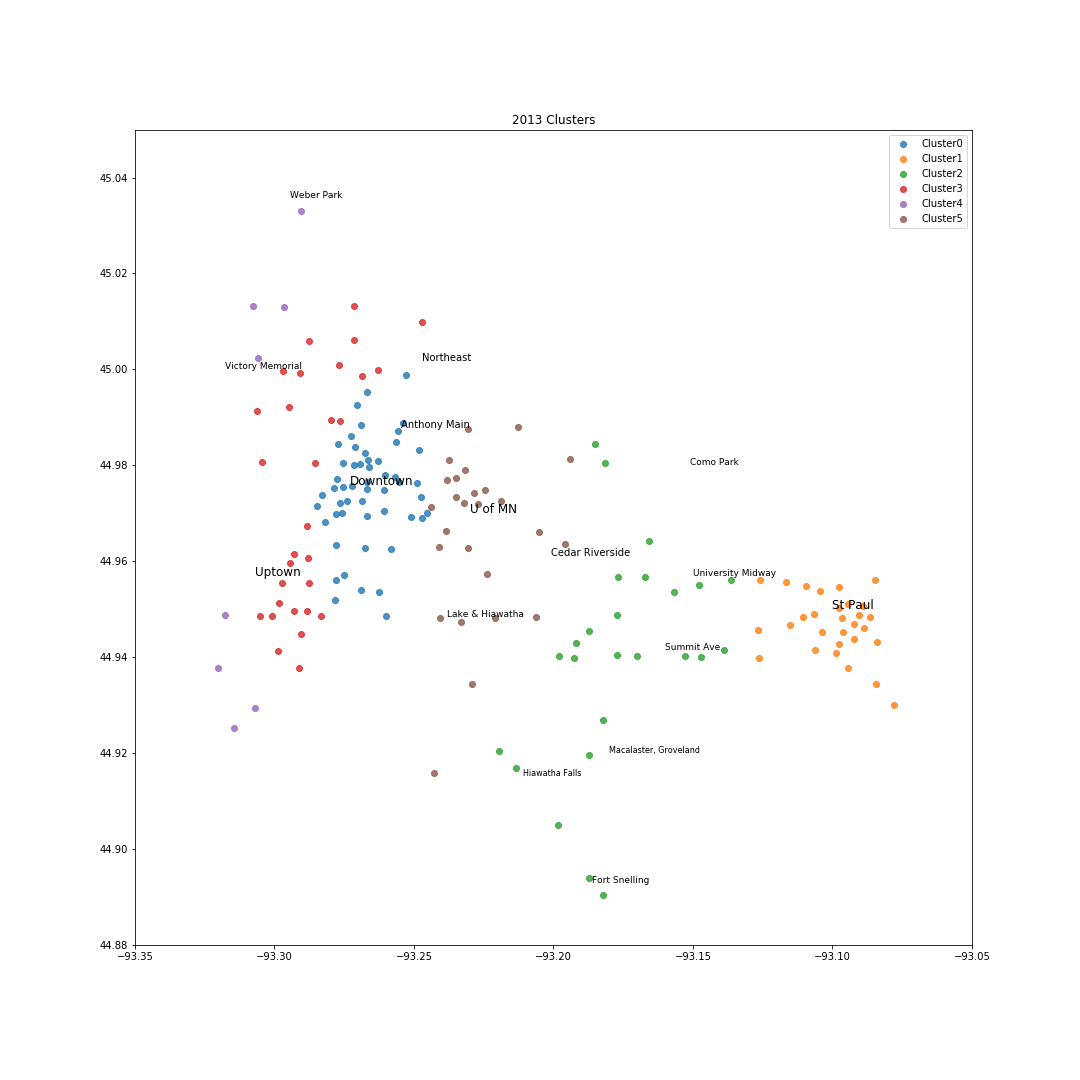 2013 Clusters
Cluster0
Cluster1
Cluster2
Cluster3
Cluster4
Cluster5
45.04
45.02
45.00
44.98
44.96
44.94
44.92
44.90
44.88
Weber Park
Northeast
Victory Memorial
Anthony Main
Como Park
Downtown
U of MN
Cedar Riverside
Uptown
University Midway
St Paul
Lake & Hiawatha
Summit Ave
Macalaster, Groveland
Hiawatha Falls
Fort Snelling
−93.35 −93.30 −93.25 −93.20 −93.15 −93.10 −93.05